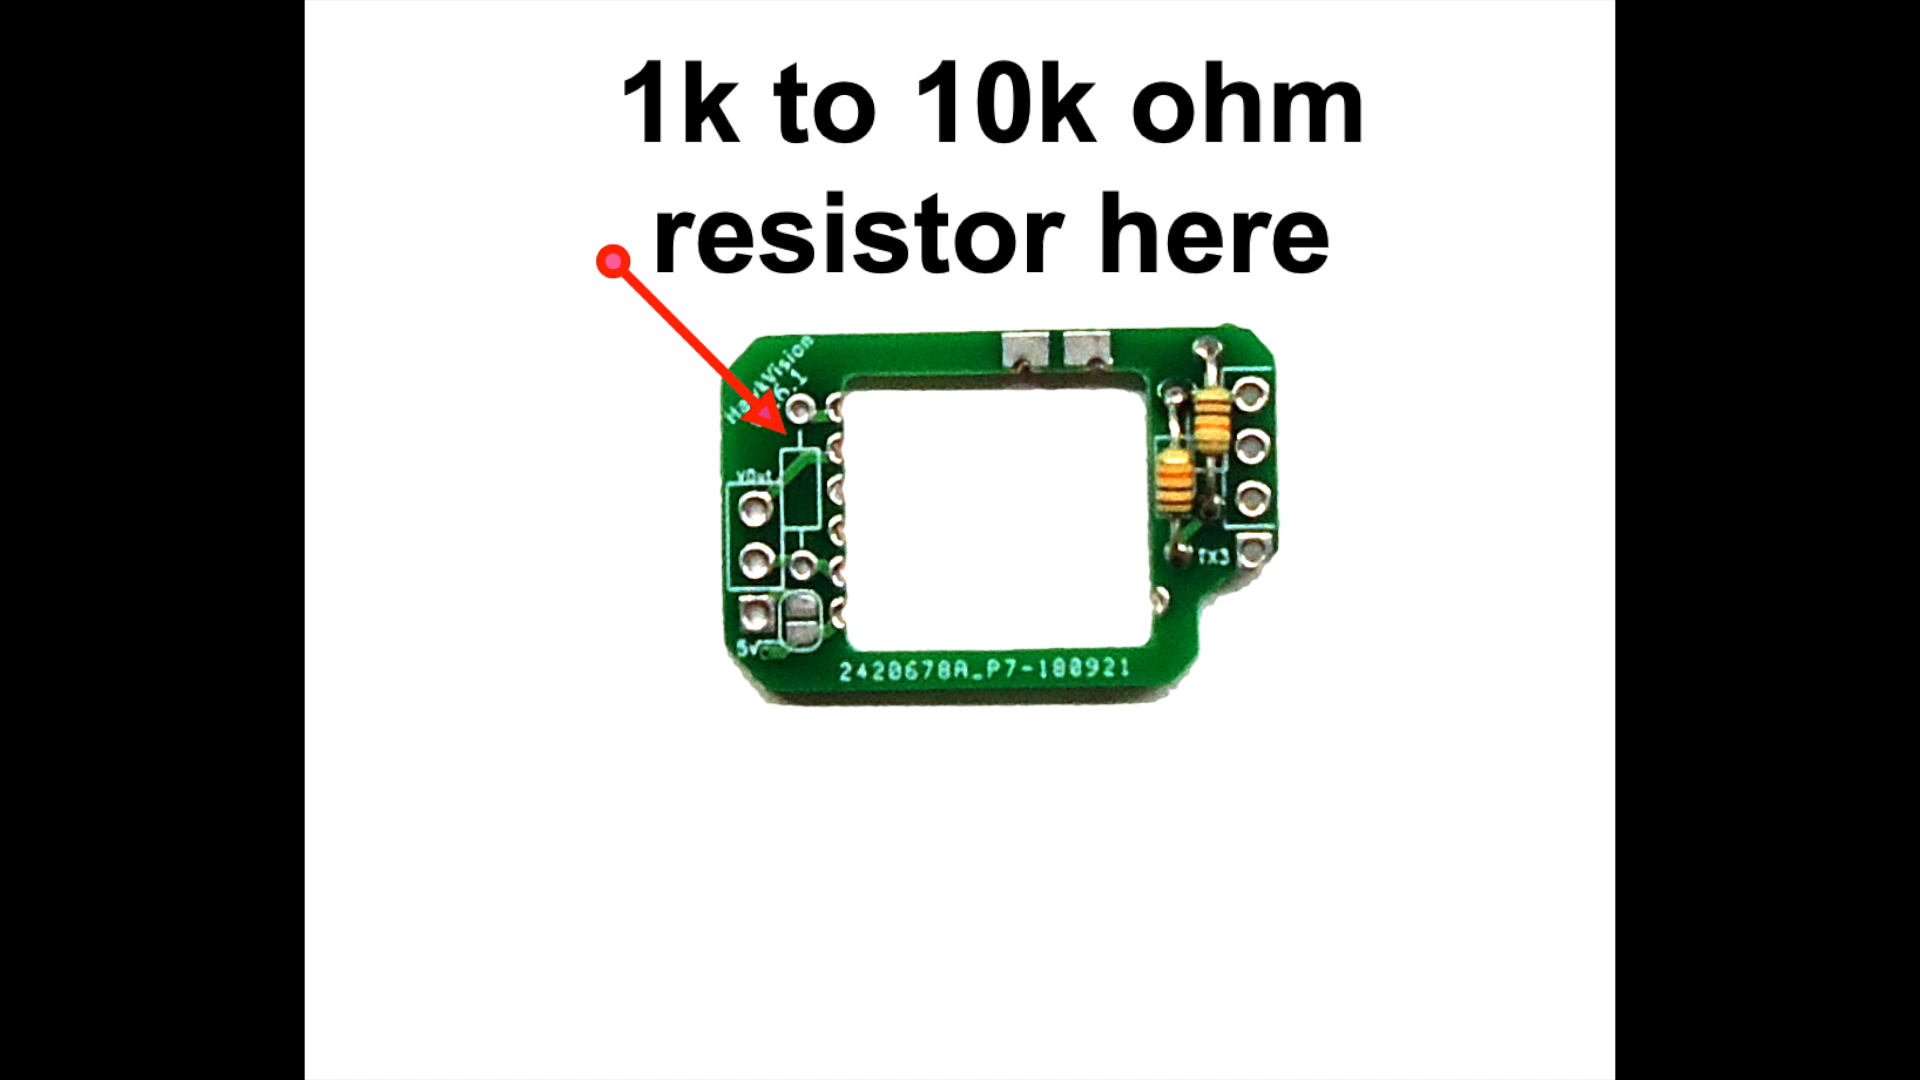 1k to 10k ohm
resistor here
VOut
TX3
5v
2420678A_P7-180921